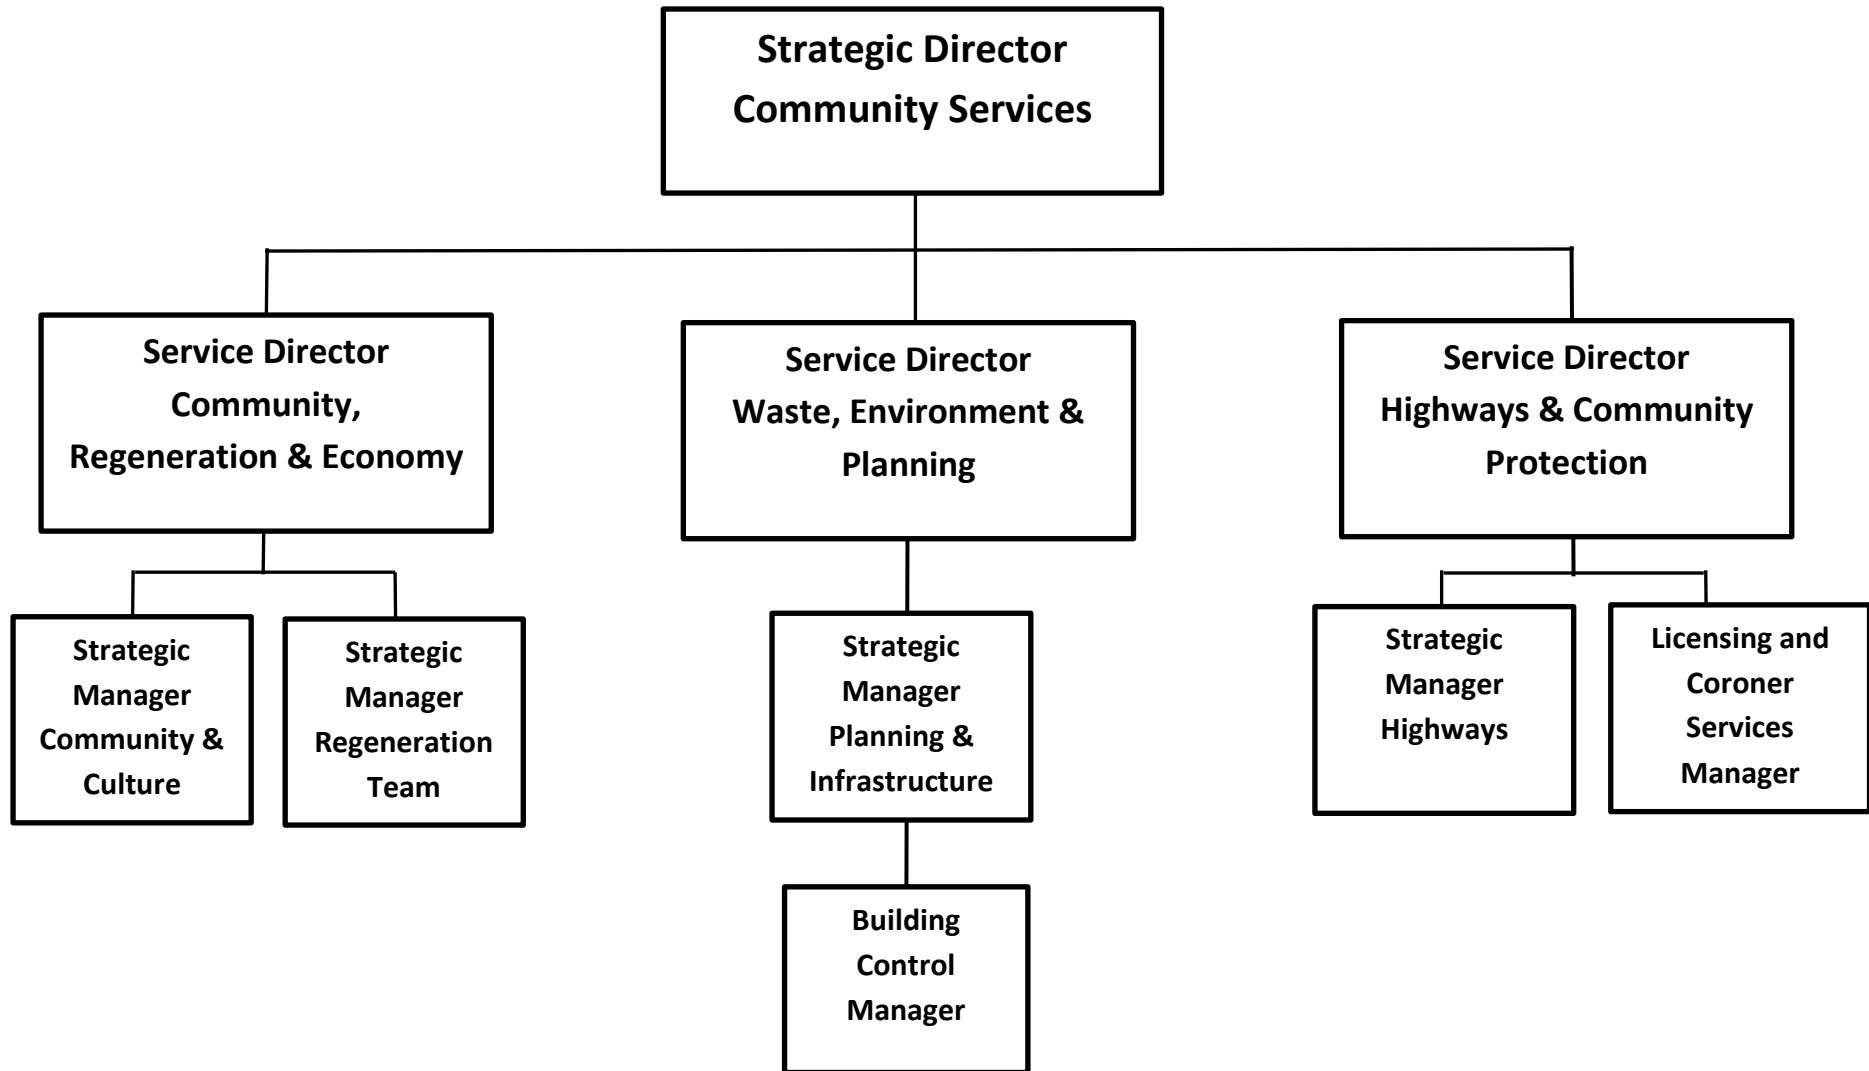 Strategic Director
Community Services
Service Director
Community,
Regeneration & Economy
Service Director
Waste, Environment &
Planning
Service Director
Highways & Community
Protection
Strategic
Manager
Community &
Culture
Strategic
Manager
Regeneration
Team
Strategic
Manager
Planning &
Infrastructure
Strategic
Manager
Highways
Licensing and
Coroner
Services
Manager
Building
Control
Manager